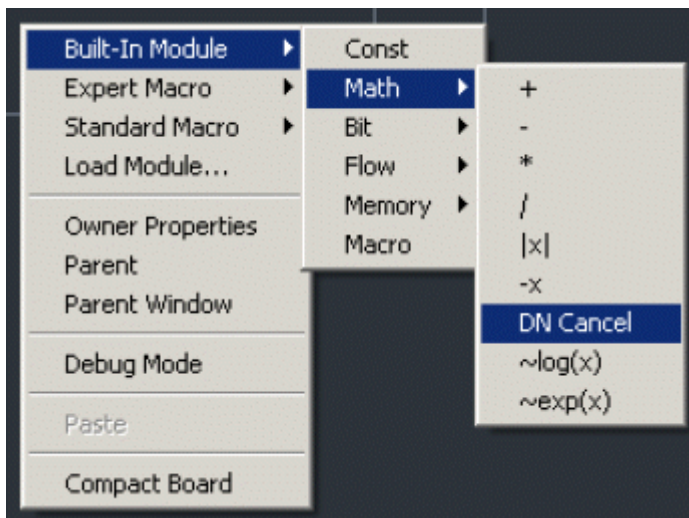 Built-In Module
Expert Macro
Standard Macro
Load Module...
Owner Properties
Parent
Parent Window
Debug Mode
Paste
Compact Board
Const
Math
Bit
Flow
Memory
Macro
+
-
*
/
|x|
-x
DN Cancel
~log(x)
~exp(x)